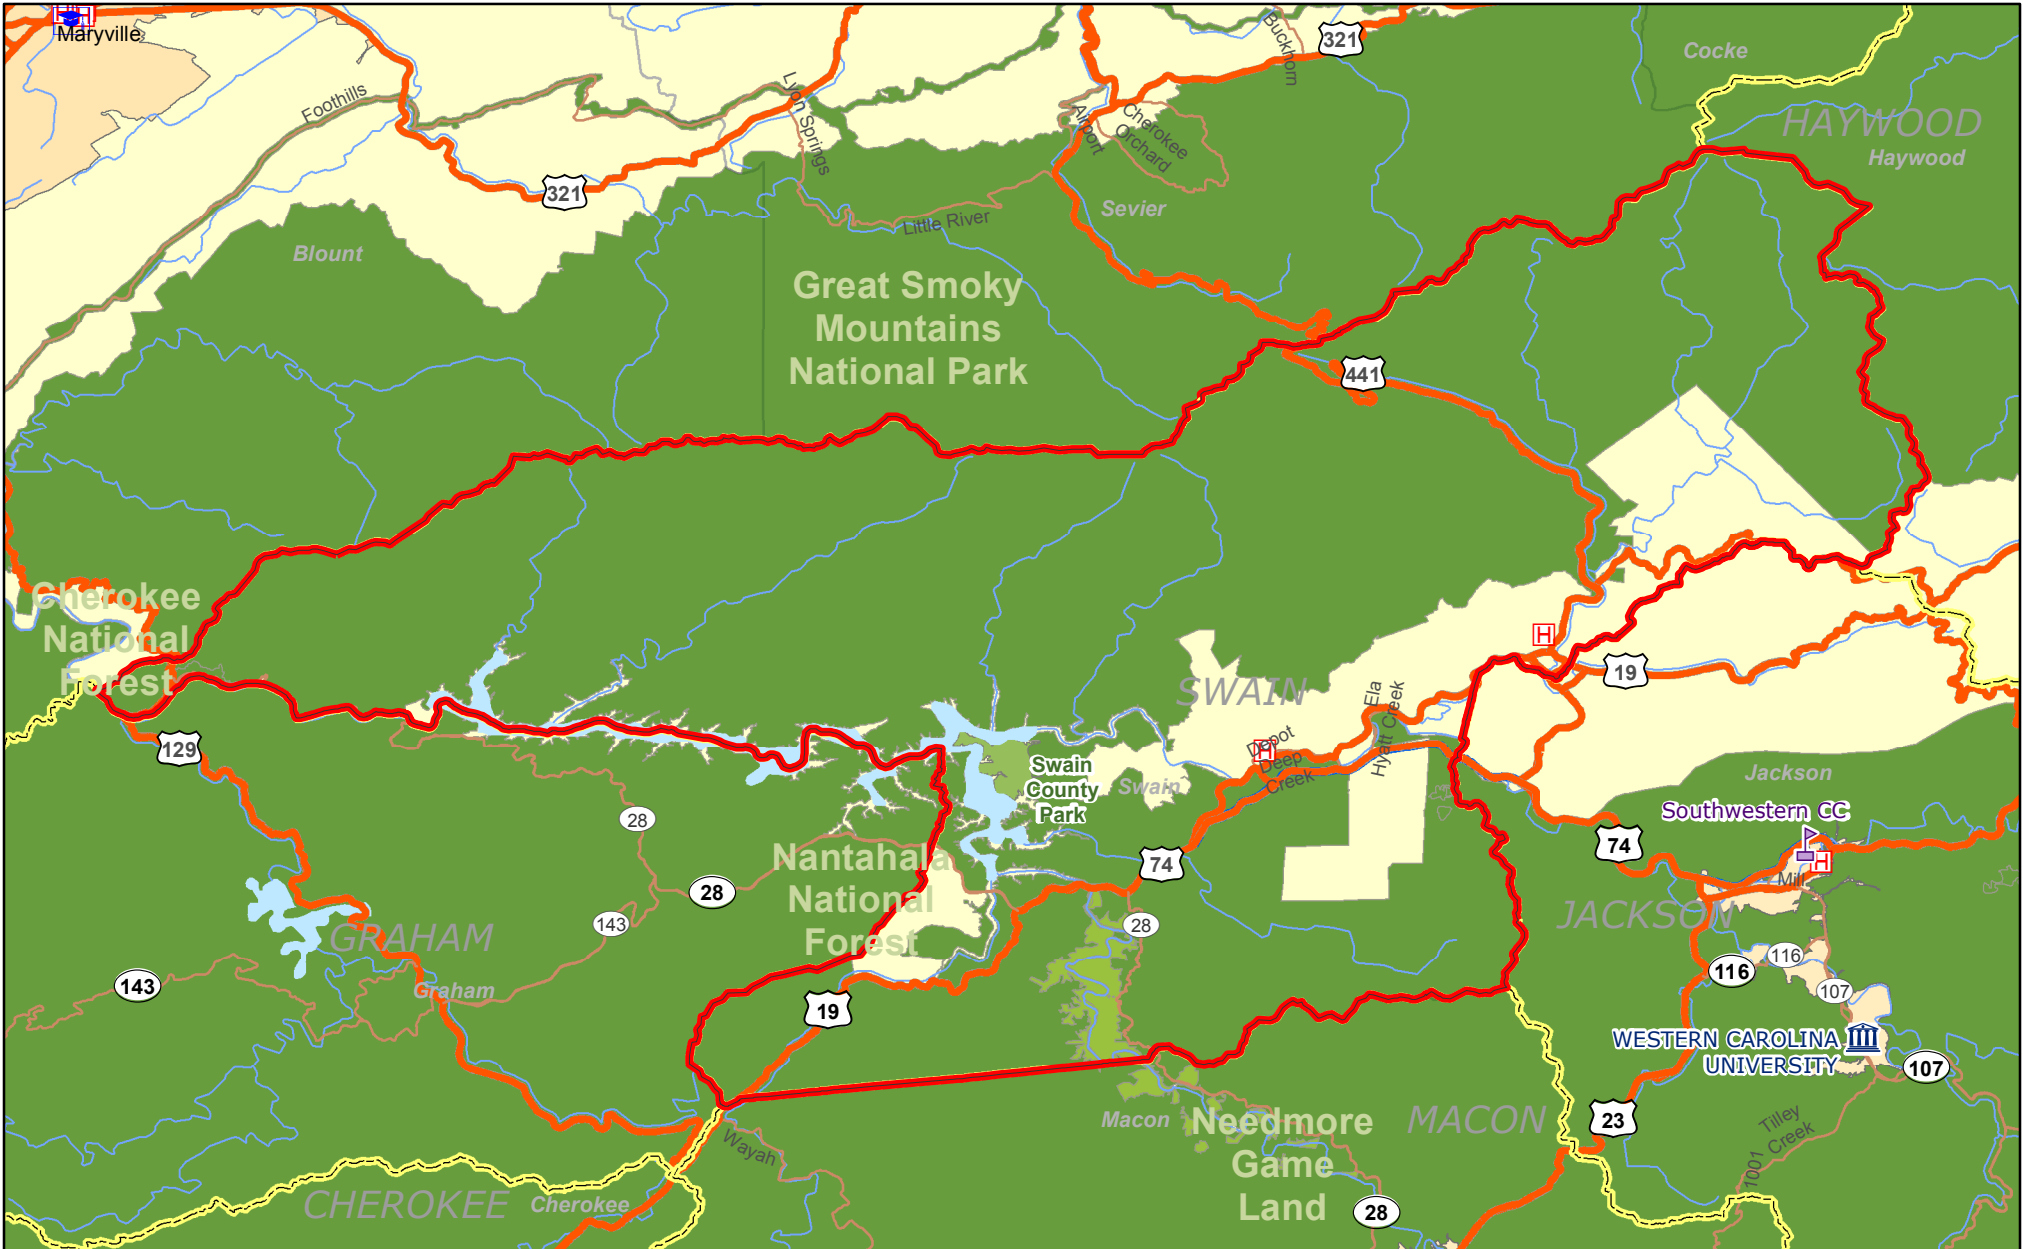 Maryville
321
Buckhorn
Cocke
HAYWOOD
Haywood
Foothills
Lyon Springs
Airport
Cherokee
Orchard
321
Little River
Sevier
Blount
Great Smoky
Mountains
National Park
441
Cherokee
National
Forest
129
SWAIN
Ela
Hyatt Creek
19
Depot
Deep
Creek
Swain
County
Park
Swain
Jackson
Southwestern CC
28
74
74
Mill
Nantahala
National
Forest
28
143
GRAHAM
28
JACKSON
116
116
107
143
Graham
19
WESTERN CAROLINA
UNIVERSITY
107
Macon
Needmore
Game
Land
MACON
23
Tilley
Creek
1001
Wayah
CHEROKEE
Cherokee
28
H
H
H
H
H